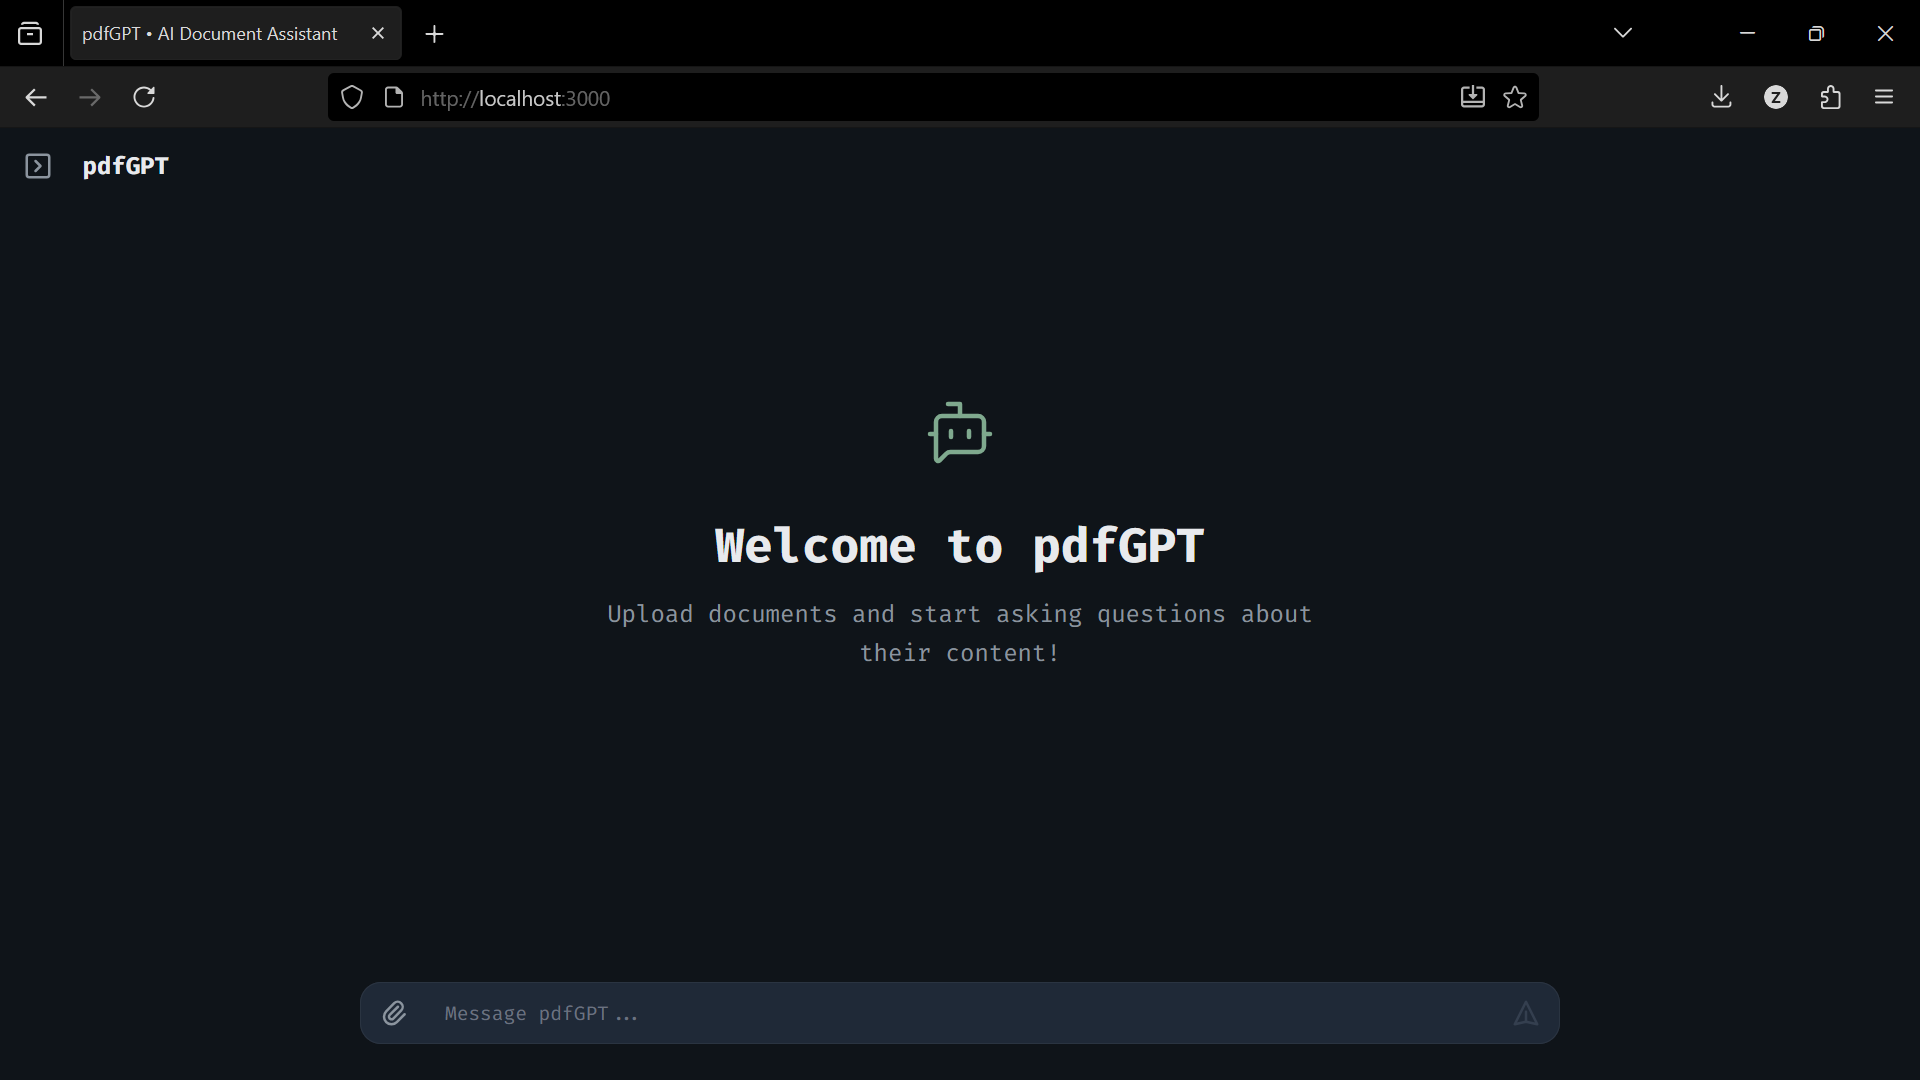 pdfGPT • AI Document Assistant
http://localhost:3000
Z
pdfGPT
Welcome to pdfGPT
Upload documents and start asking questions about
their content!
Message pdfGPT...